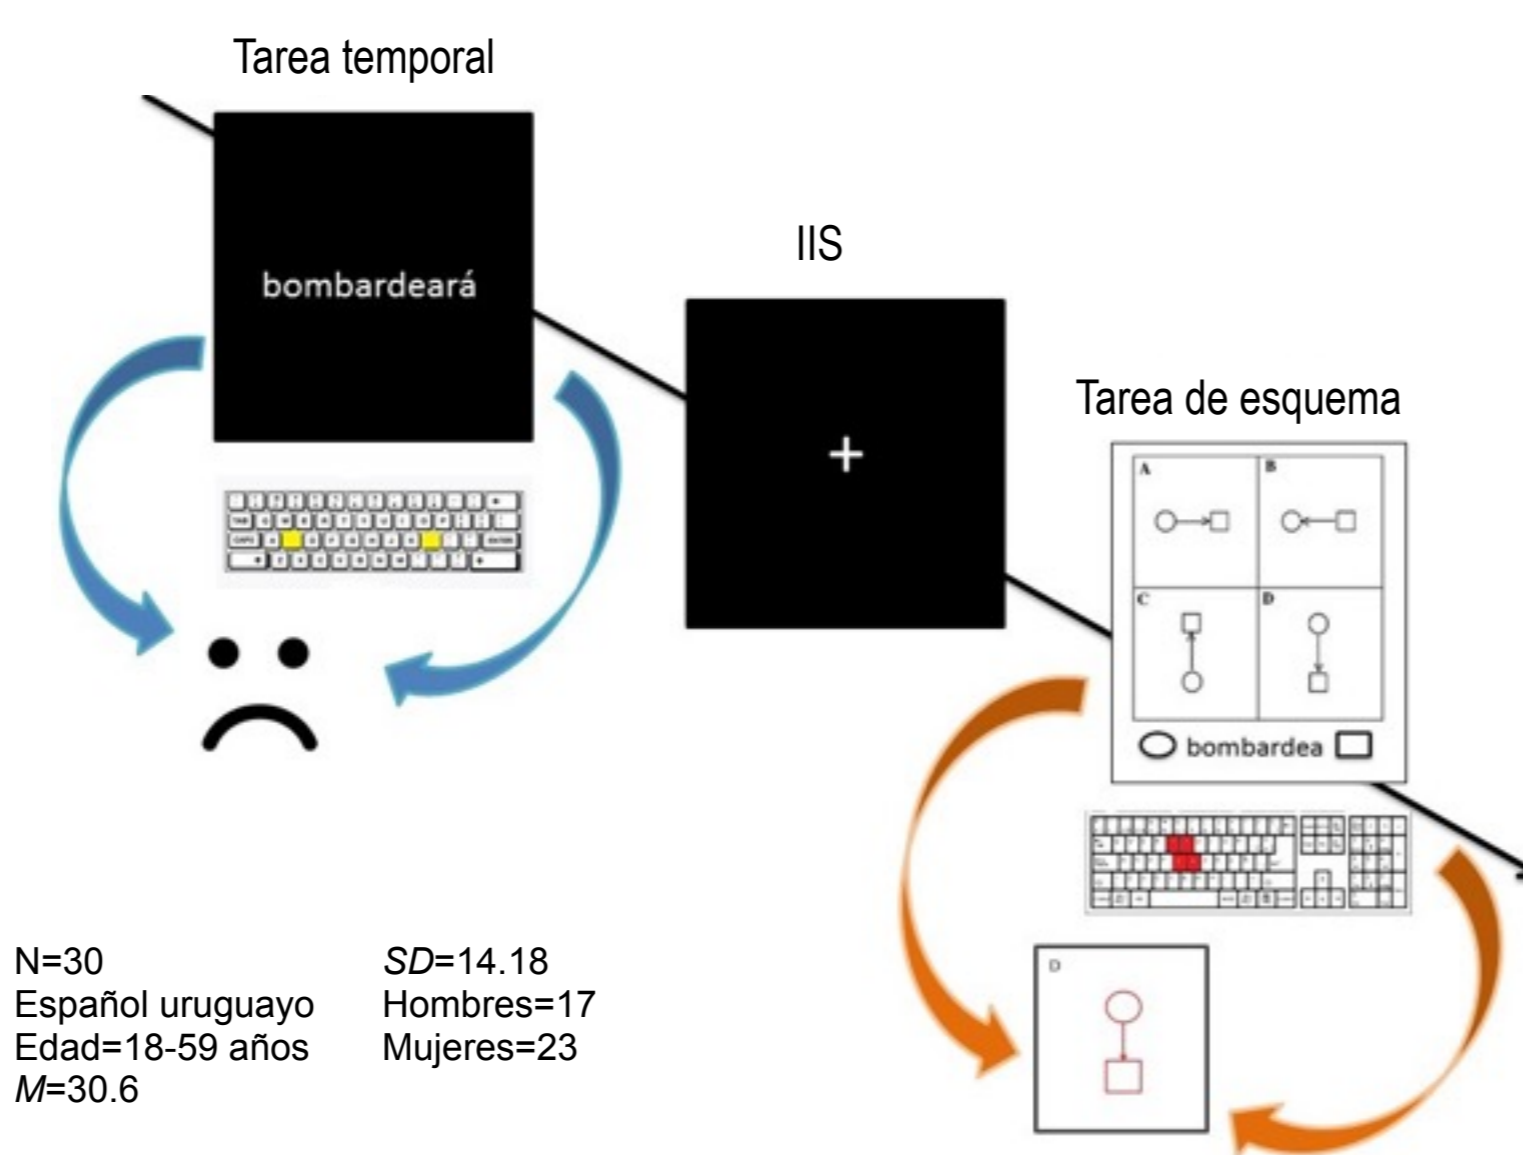 Tarea temporal
bombardeará
IIS
+
Tarea de esquema
A
B
C
D
bombardea
D
N=30
Español uruguayo
Edad=18-59 años
M=30.6
SD=14.18
Hombres=17
Mujeres=23